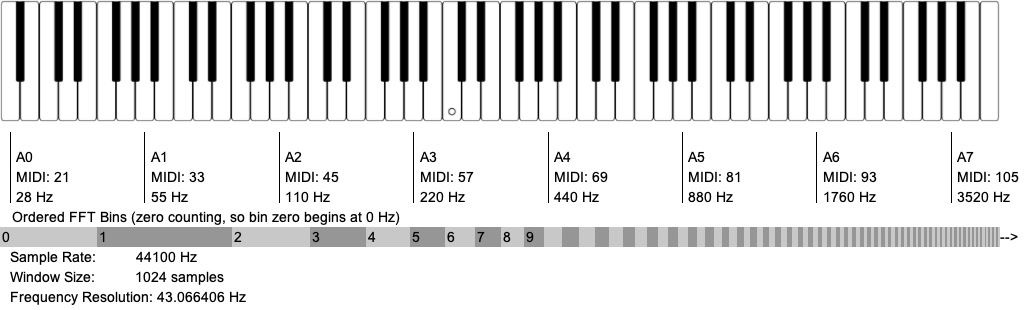 A0 A1 A2 A3 A4 A5 A6 A7
MIDI: 21 MIDI: 33 MIDI: 45 MIDI: 57 MIDI: 69 MIDI: 81 MIDI: 93 MIDI: 105
28 Hz 55 Hz 110 Hz 220 Hz 440 Hz 880 Hz 1760 Hz 3520 Hz
Ordered FFT Bins (zero counting, so bin zero begins at 0 Hz)
0 1 2 3 4 5 6 7 8 9 -->
Sample Rate: 44100 Hz
Window Size: 1024 samples
Frequency Resolution: 43.066406 Hz